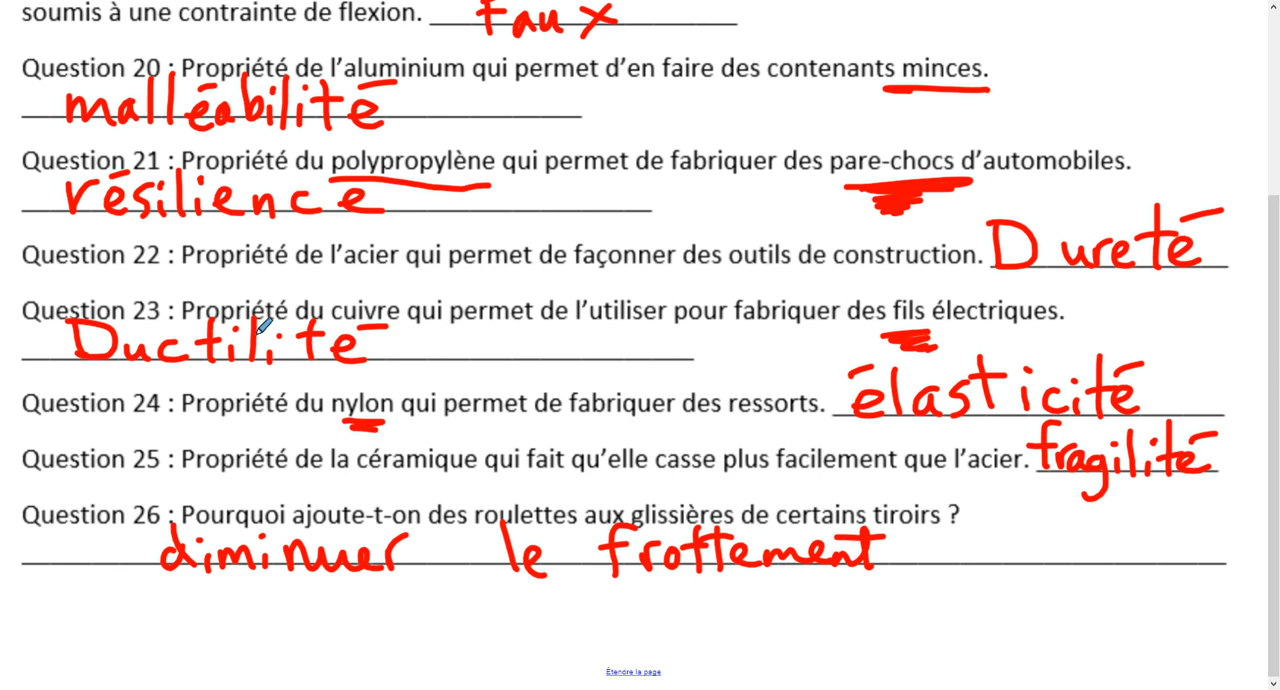 soumis à une contrainte de flexion. Faux
Question 20 : Propriété de l'aluminium qui permet d'en faire des contenants minces.
malléabilité
Question 21 : Propriété du polypropylène qui permet de fabriquer des pare-chocs d'automobiles.
résilience
Question 22 : Propriété de l'acier qui permet de façonner des outils de construction. Dureté
Question 23 : Propriété du cuivre qui permet de l'utiliser pour fabriquer des fils électriques.
Ductilité
Question 24 : Propriété du nylon qui permet de fabriquer des ressorts. élasticité
Question 25 : Propriété de la céramique qui fait qu'elle casse plus facilement que l'acier. fragilité
Question 26 : Pourquoi ajoute-t-on des roulettes aux glissières de certains tiroirs ?
diminuer le frottement
Étendre la page